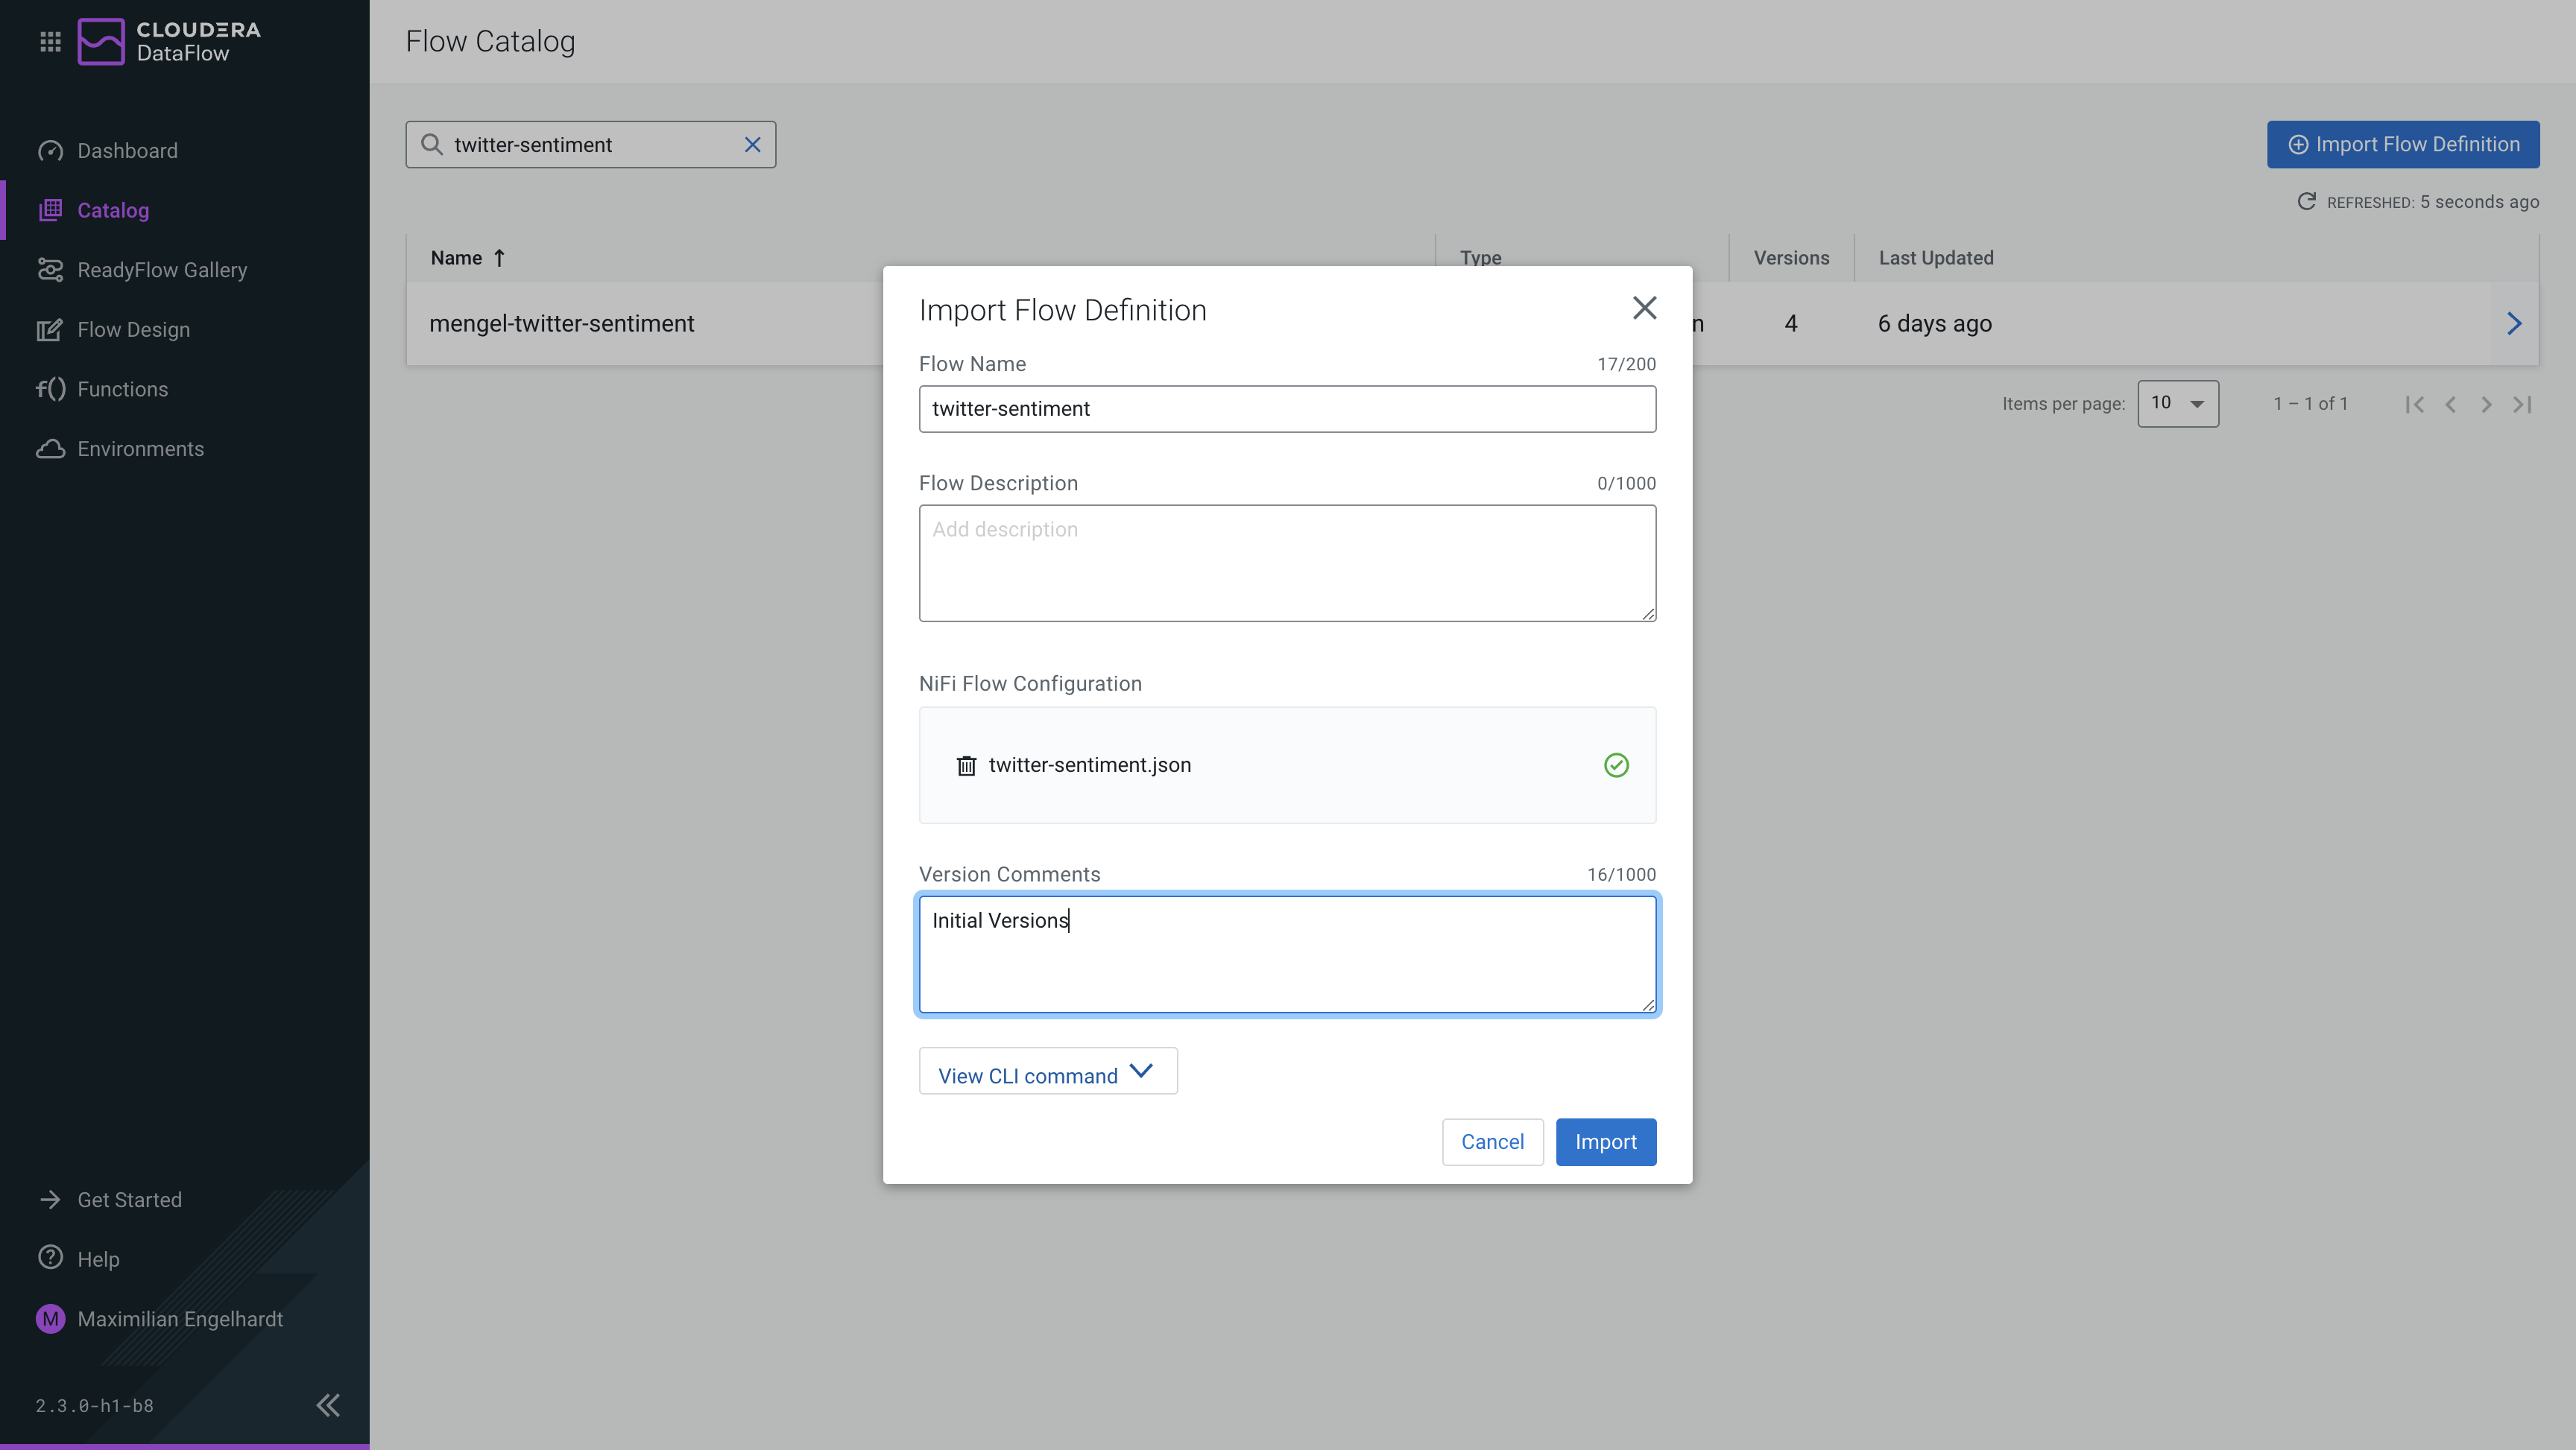 CLOUDERA
DataFlow
Dashboard
Catalog
ReadyFlow Gallery
Flow Design
f() Functions
Environments
Get Started
Help
M Maximilian Engelhardt
2.3.0-h1-b8
Flow Catalog
twitter-sentiment
Import Flow Definition
REFRESHED: 5 seconds ago
Name Type Versions Last Updated
mengel-twitter-sentiment n 4 6 days ago
Items per page: 10 1 – 1 of 1
Import Flow Definition
Flow Name 17/200
twitter-sentiment
Flow Description 0/1000
Add description
NiFi Flow Configuration
twitter-sentiment.json
Version Comments 16/1000
Initial Versions
View CLI command
Cancel Import